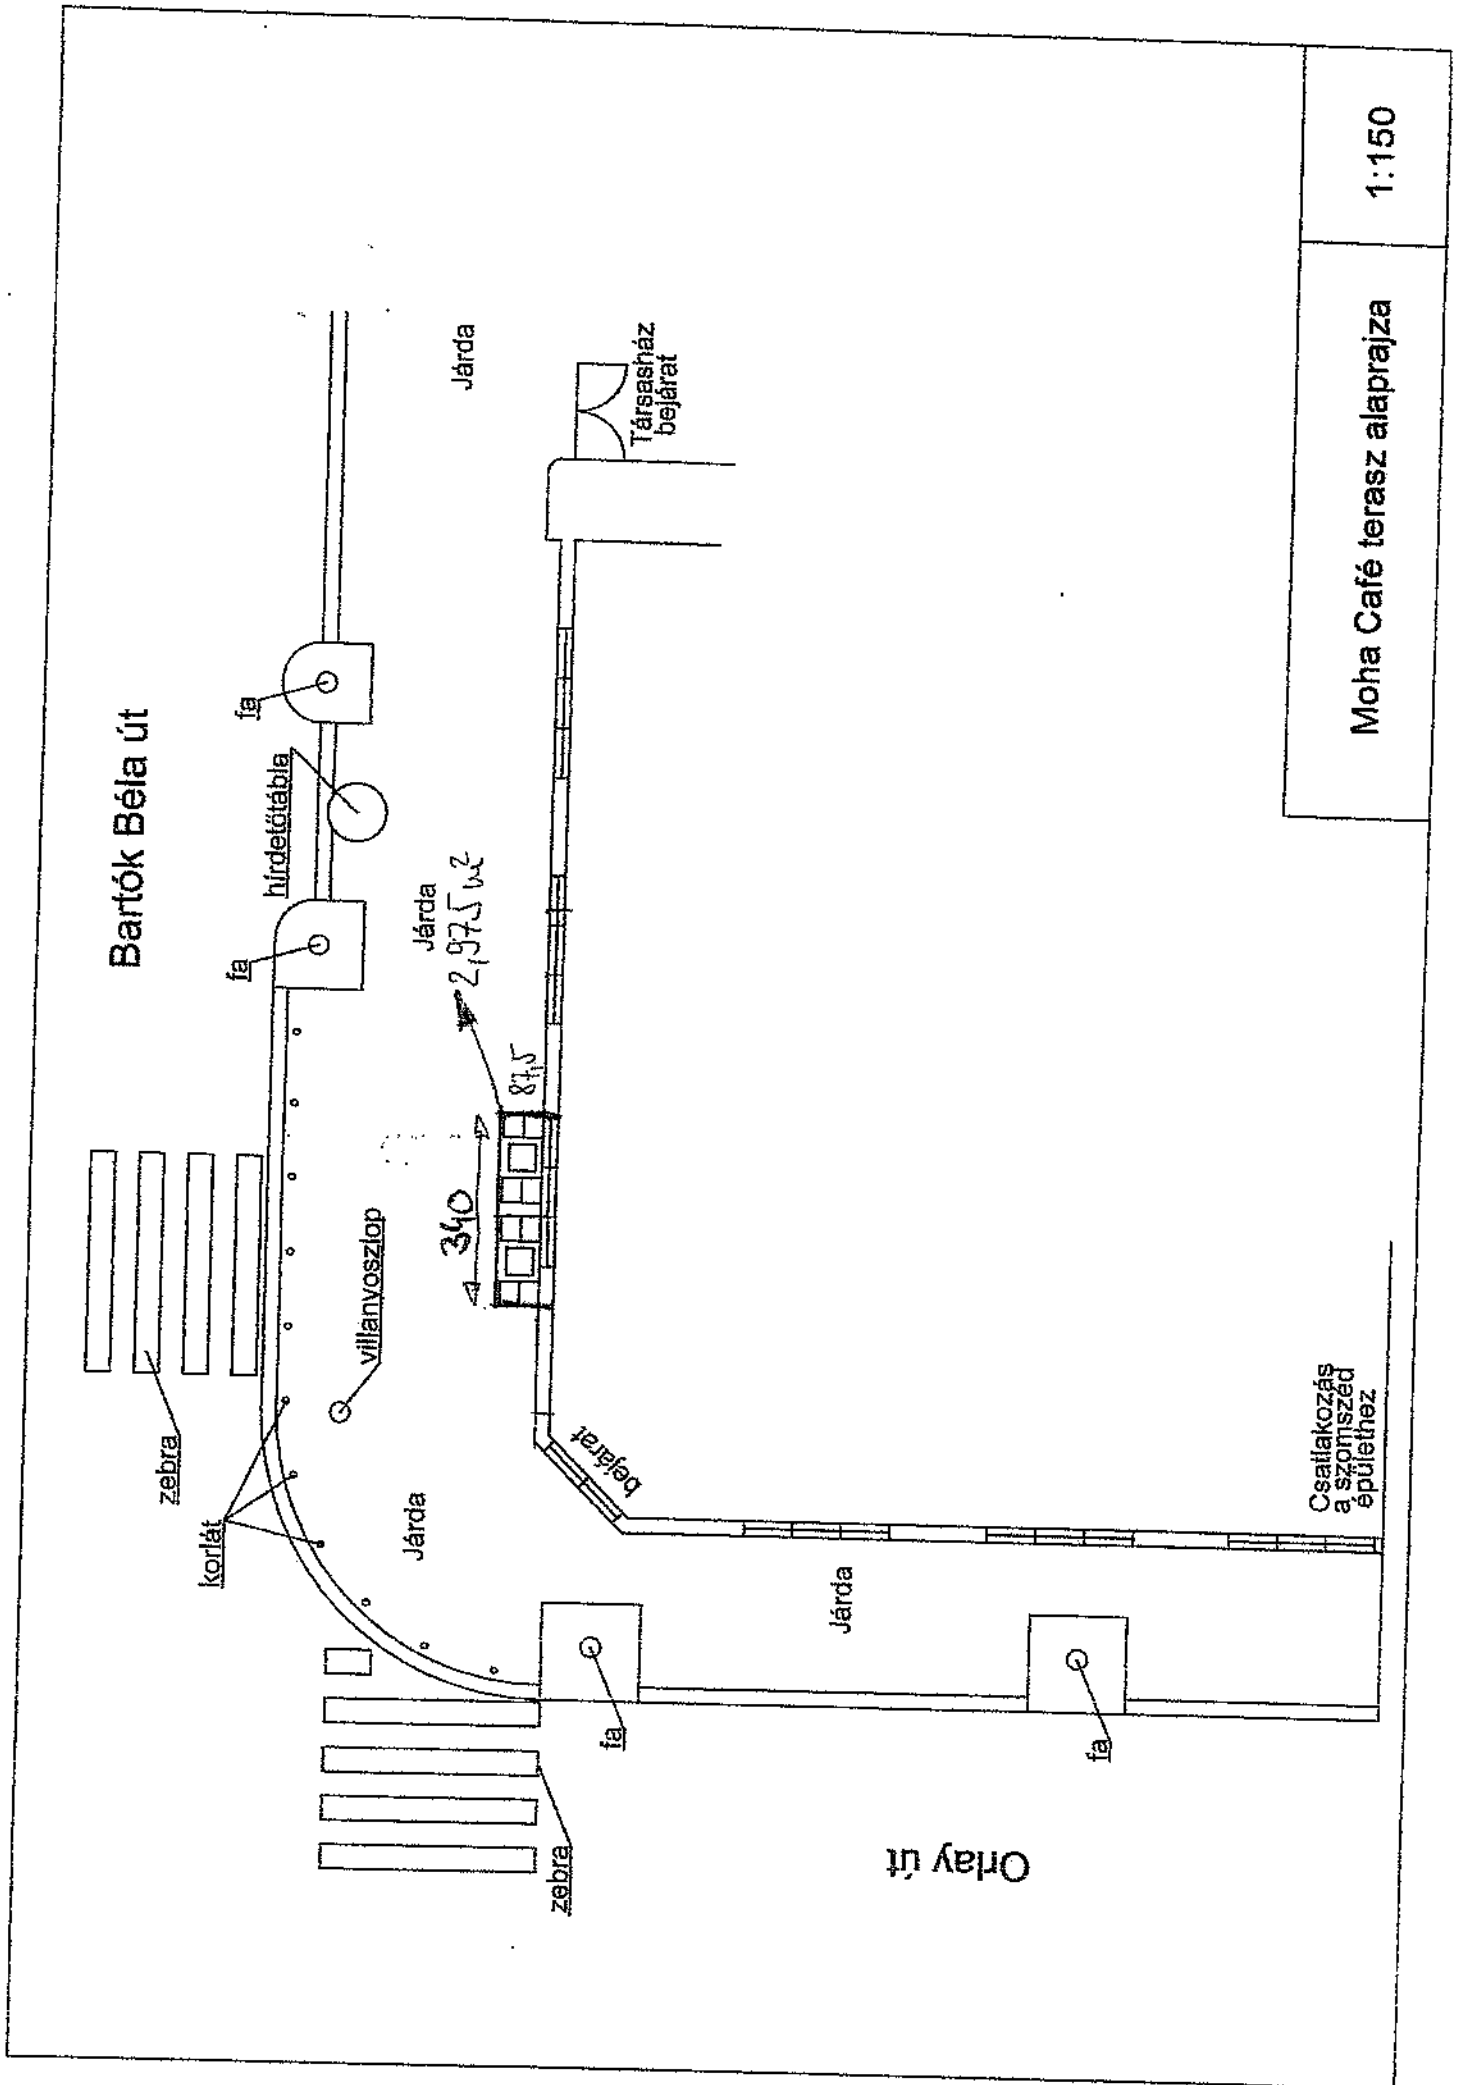 Bartók Béla út
zebra
korlát
villanyoszlop
fa
hírdetőtábla
fa
Járda
Járda
340
87,5
2,975 m²
Járda
Társasház
bejárat
bejárat
Járda
fa
fa
zebra
Orlay út
Csatlakozás
a szomszéd
épülethez
Moha Café terasz alaprajza
1:150